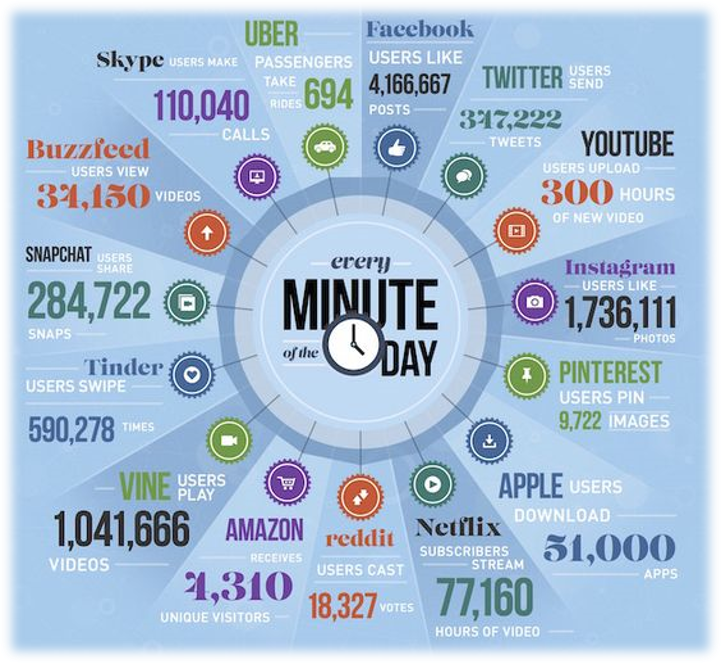 every
MINUTE
of the DAY
Facebook
USERS LIKE
4,166,667
POSTS
TWITTER USERS
SEND
347,222
TWEETS
YOUTUBE
USERS UPLOAD
300 HOURS
OF NEW VIDEO
Instagram
USERS LIKE
1,736,111
PHOTOS
PINTEREST
USERS PIN
9,722 IMAGES
APPLE USERS
DOWNLOAD
51,000
APPS
Netflix
SUBSCRIBERS
STREAM
77,160
HOURS OF VIDEO
reddit
USERS CAST
18,327 VOTES
AMAZON
RECEIVES
4,310
UNIQUE VISITORS
VINE USERS
PLAY
1,041,666
VIDEOS
Tinder
USERS SWIPE
590,278 TIMES
SNAPCHAT USERS
SHARE
284,722
SNAPS
Buzzfeed
USERS VIEW
34,150 VIDEOS
Skype USERS MAKE
110,040
CALLS
UBER
PASSENGERS
TAKE
RIDES 694